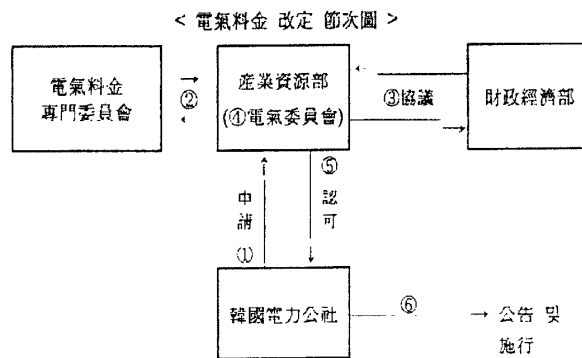 < 電氣料金 改定 節次圖 >
電氣料金
專門委員會
→
②
産業資源部
(④電氣委員會)
③協議
財政經濟部
申請
①
⑤
認可
韓國電力公社
⑥
→ 公告 및
施行